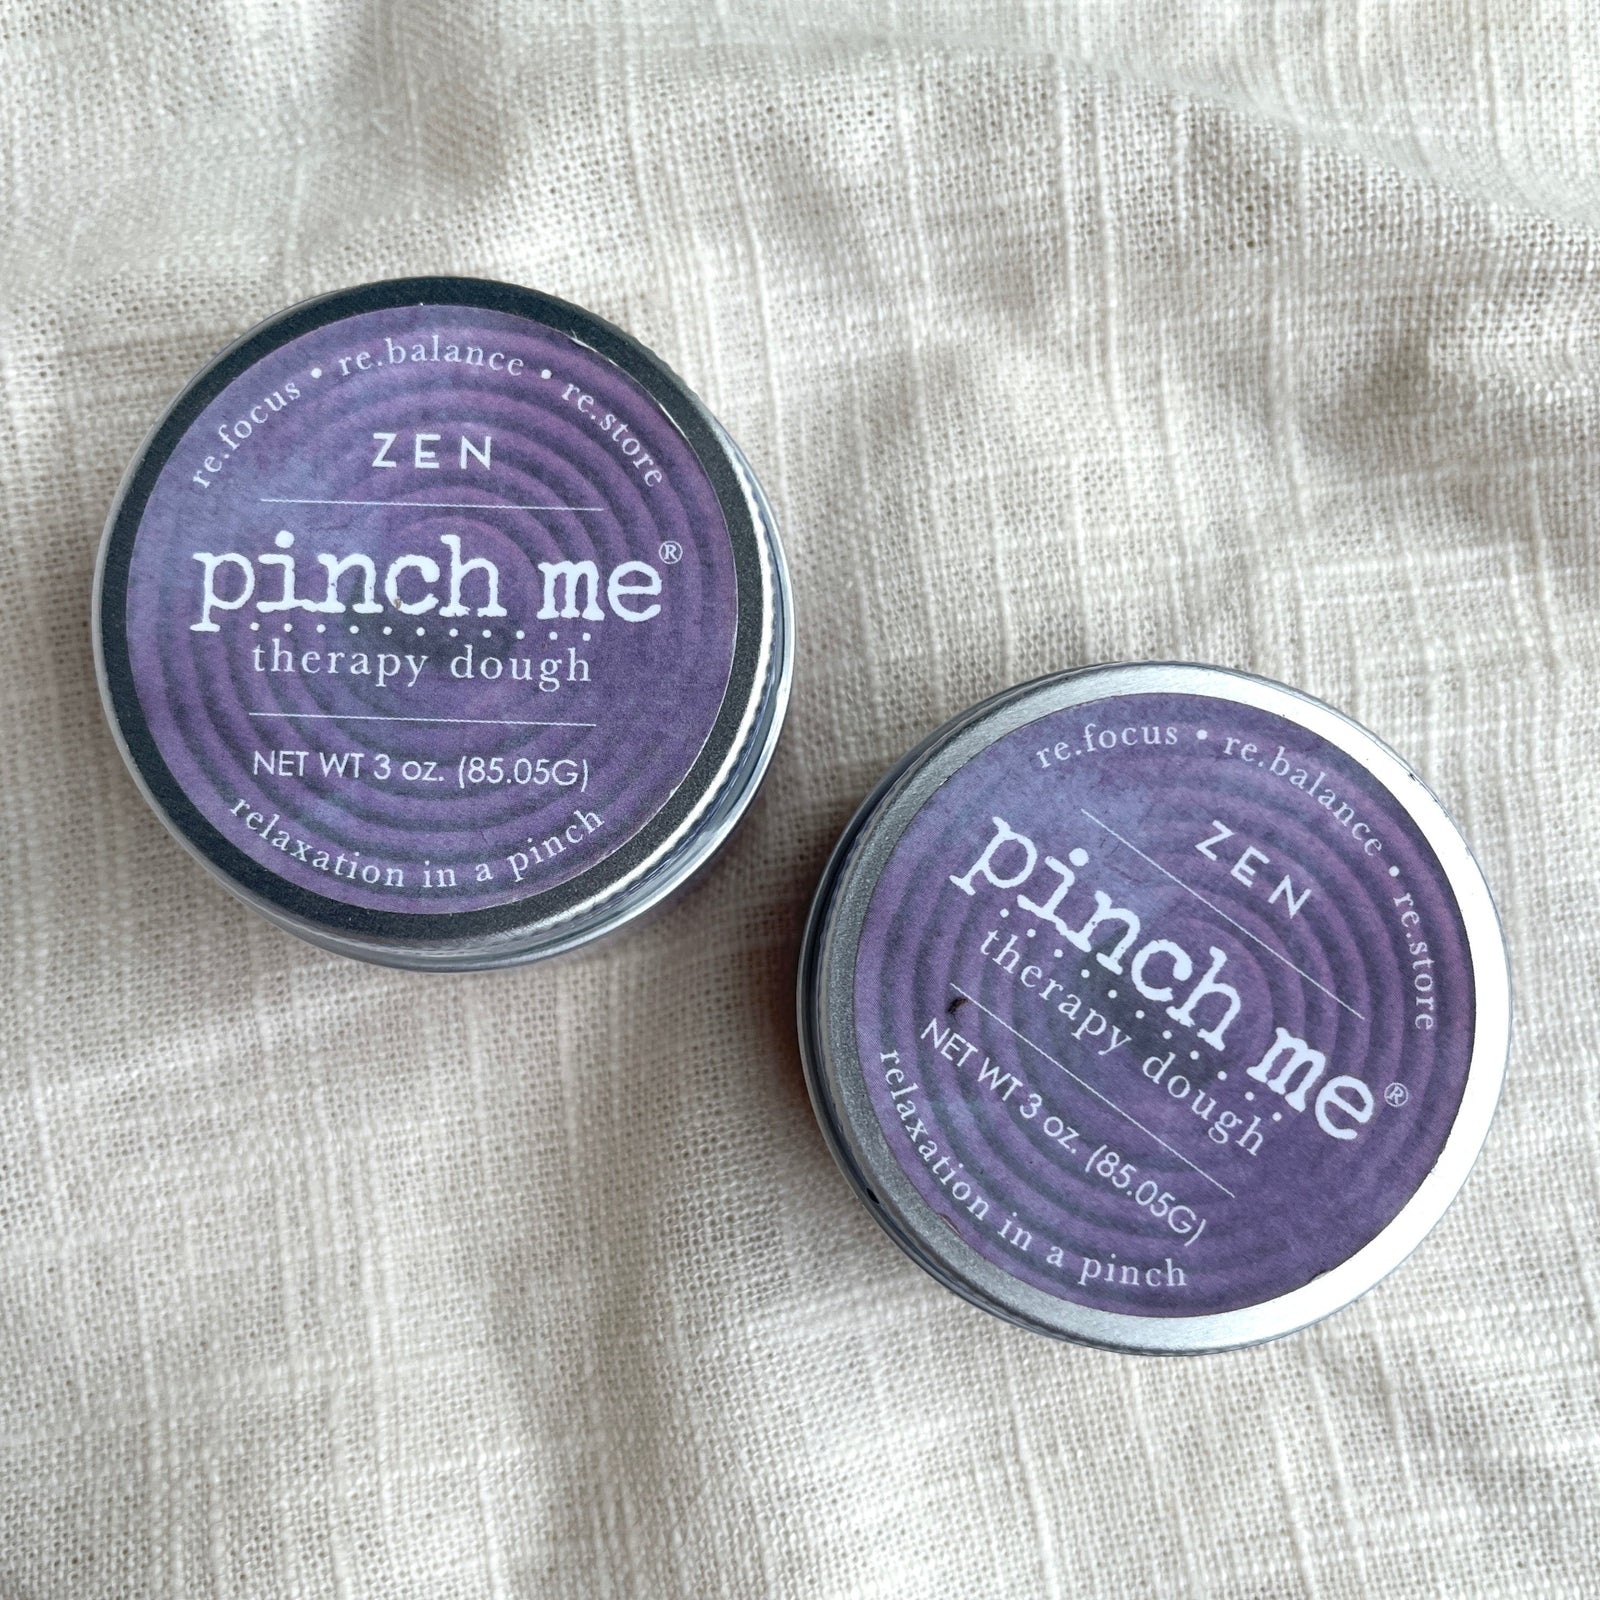 re.focus • re.balance • re.store
ZEN
pinch me®
therapy dough
NET WT 3 oz. (85.05G)
relaxation in a pinch
re.focus • re.balance • re.store
ZEN
pinch me®
therapy dough
NET WT 3 oz. (85.05G)
relaxation in a pinch